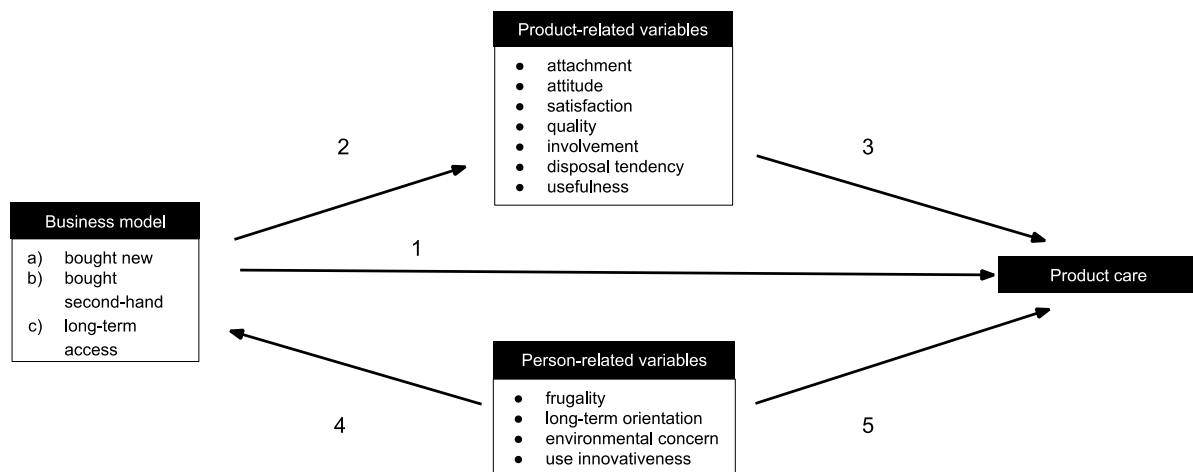 Product-related variables
● attachment
● attitude
● satisfaction
● quality
● involvement
● disposal tendency
● usefulness
2
3
Business model
a) bought new
b) bought
second-hand
c) long-term
access
1
Product care
Person-related variables
● frugality
● long-term orientation
● environmental concern
● use innovativeness
4
5